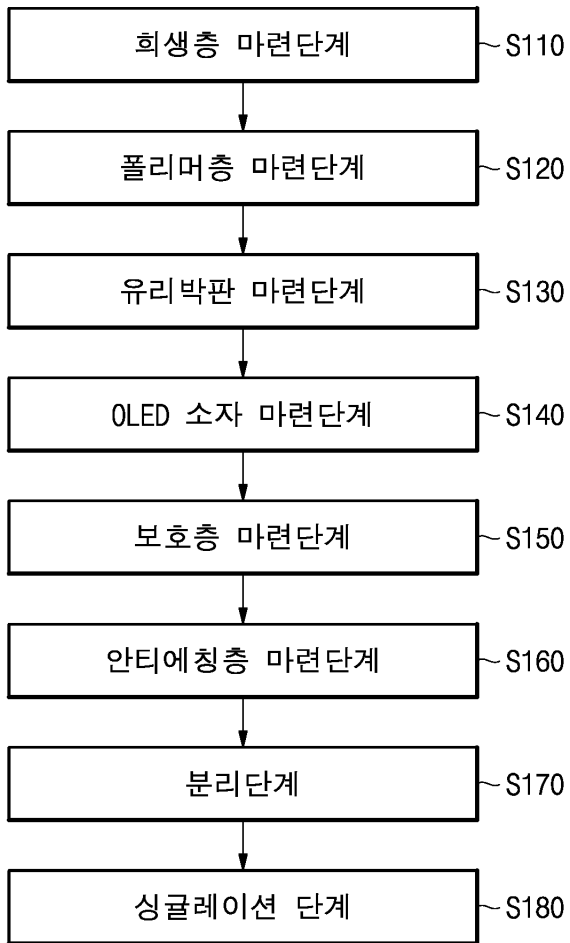 희생층 마련단계 S110
폴리머층 마련단계 S120
유리박판 마련단계 S130
OLED 소자 마련단계 S140
보호층 마련단계 S150
안티에칭층 마련단계 S160
분리단계 S170
싱귤레이션 단계 S180